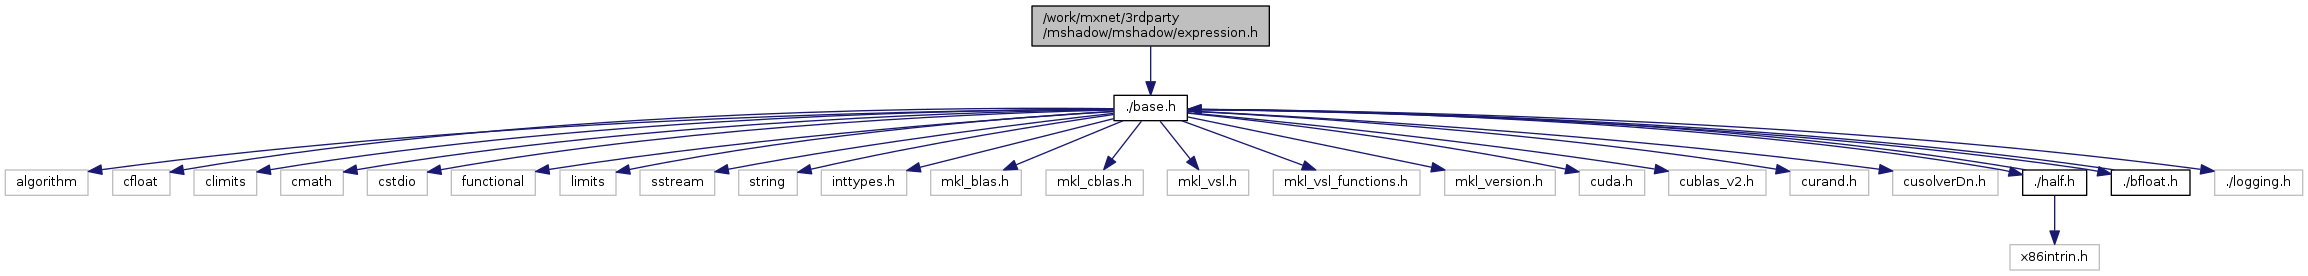 /work/mxnet/3rdparty
/mshadow/mshadow/expression.h
./base.h
algorithm
cfloat
climits
cmath
cstdio
functional
limits
sstream
string
inttypes.h
mkl_blas.h
mkl_cblas.h
mkl_vsl.h
mkl_vsl_functions.h
mkl_version.h
cuda.h
cublas_v2.h
curand.h
cusolverDn.h
./half.h
./bfloat.h
./logging.h
x86intrin.h